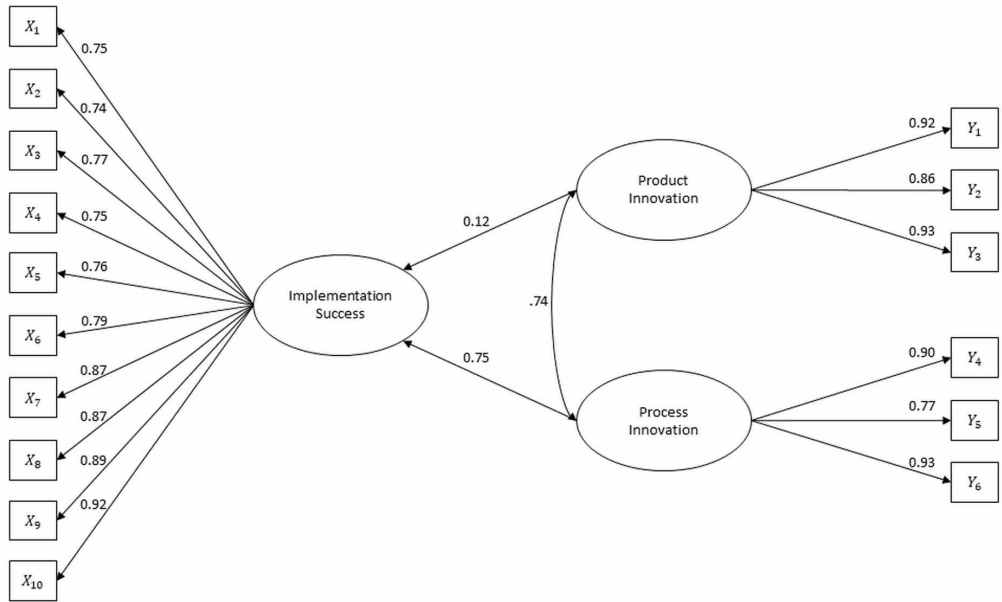 X₁
0.75
X₂
0.74
X₃
0.77
X₄
0.75
X₅
0.76
X₆
0.79
X₇
0.87
X₈
0.87
X₉
0.89
X₁₀
0.92
Implementation
Success
0.12
0.75
.74
Product
Innovation
Process
Innovation
0.92
Y₁
0.86
Y₂
0.93
Y₃
0.90
Y₄
0.77
Y₅
0.93
Y₆